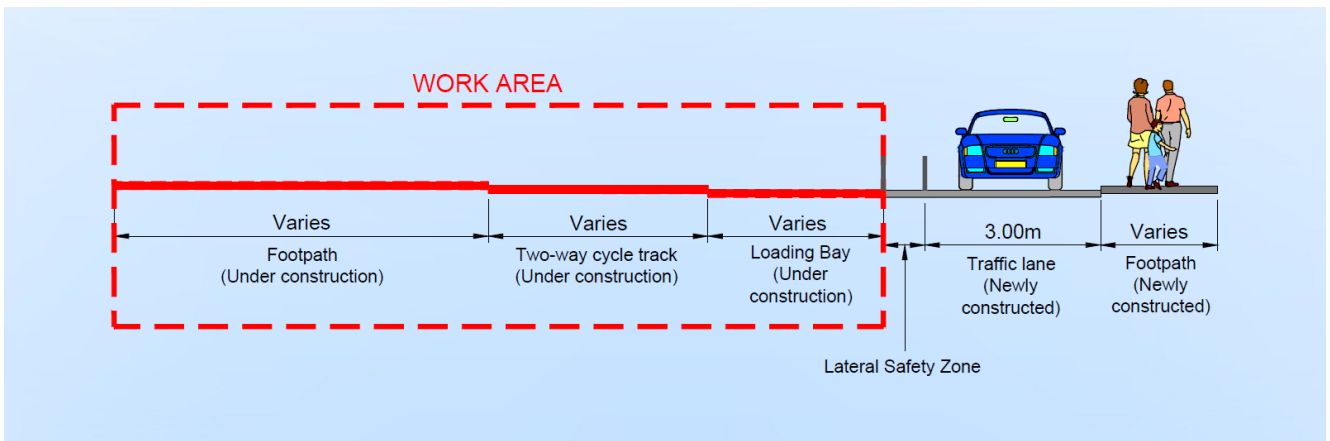 WORK AREA
Varies
Footpath
(Under construction)
Varies
Two-way cycle track
(Under construction)
Varies
Loading Bay
(Under
construction)
Lateral Safety Zone
3.00m
Traffic lane
(Newly
constructed)
Varies
Footpath
(Newly
constructed)